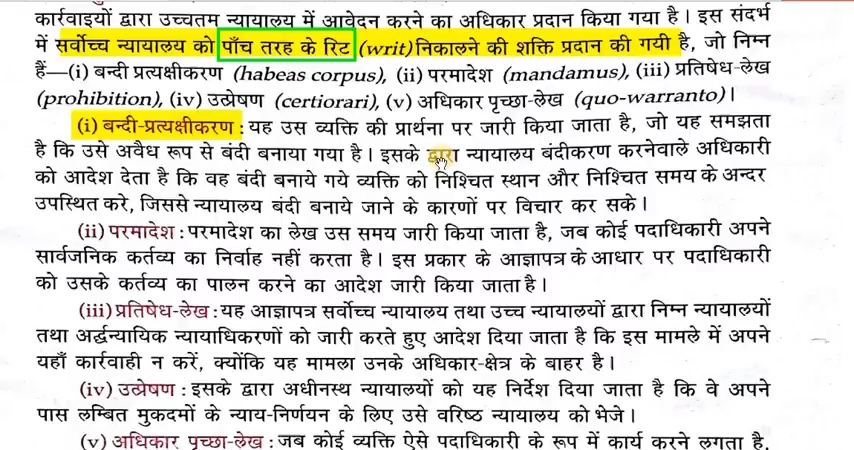 कार्रवाइयों द्वारा उच्चतम न्यायालय में आवेदन करने का अधिकार प्रदान किया गया है। इस संदर्भ
में सर्वोच्च न्यायालय को पाँच तरह के रिट (writ) निकालने की शक्ति प्रदान की गयी है, जो निम्न
हैं—(i) बन्दी प्रत्यक्षीकरण (habeas corpus), (ii) परमादेश (mandamus), (iii) प्रतिषेध-लेख
(prohibition), (iv) उत्प्रेषण (certiorari), (v) अधिकार पृच्छा-लेख (quo-warranto)।
(i) बन्दी-प्रत्यक्षीकरण : यह उस व्यक्ति की प्रार्थना पर जारी किया जाता है, जो यह समझता
है कि उसे अवैध रूप से बंदी बनाया गया है। इसके द्वारा न्यायालय बंदीकरण करनेवाले अधिकारी
को आदेश देता है कि वह बंदी बनाये गये व्यक्ति को निश्चित स्थान और निश्चित समय के अन्दर
उपस्थित करे, जिससे न्यायालय बंदी बनाये जाने के कारणों पर विचार कर सके।
(ii) परमादेश : परमादेश का लेख उस समय जारी किया जाता है, जब कोई पदाधिकारी अपने
सार्वजनिक कर्तव्य का निर्वाह नहीं करता है। इस प्रकार के आज्ञापत्र के आधार पर पदाधिकारी
को उसके कर्तव्य का पालन करने का आदेश जारी किया जाता है।
(iii) प्रतिषेध-लेख : यह आज्ञापत्र सर्वोच्च न्यायालय तथा उच्च न्यायालयों द्वारा निम्न न्यायालयों
तथा अर्द्धन्यायिक न्यायाधिकरणों को जारी करते हुए आदेश दिया जाता है कि इस मामले में अपने
यहाँ कार्रवाही न करें, क्योंकि यह मामला उनके अधिकार-क्षेत्र के बाहर है।
(iv) उत्प्रेषण : इसके द्वारा अधीनस्थ न्यायालयों को यह निर्देश दिया जाता है कि वे अपने
पास लम्बित मुकदमों के न्याय-निर्णयन के लिए उसे वरिष्ठ न्यायालय को भेजे।
(v) अधिकार पृच्छा-लेख : जब कोई व्यक्ति ऐसे पदाधिकारी के रूप में कार्य करने लगता है,